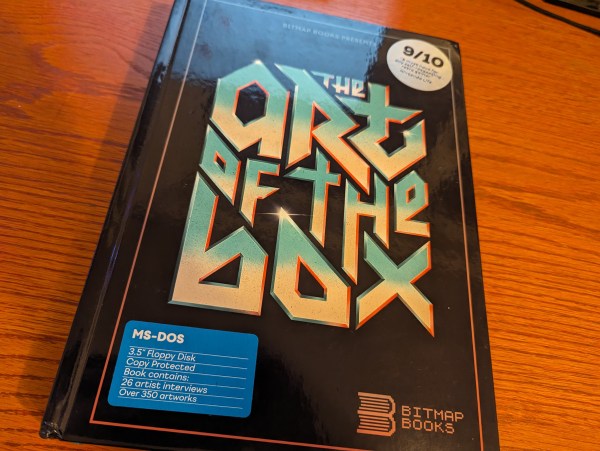 BITMAP BOOKS PRESENTS
9/10
THE
ART
OF THE
BOX
MS-DOS
3.5" Floppy Disk
Copy Protected
Book contains:
26 artist interviews
Over 350 artworks
BITMAP
BOOKS